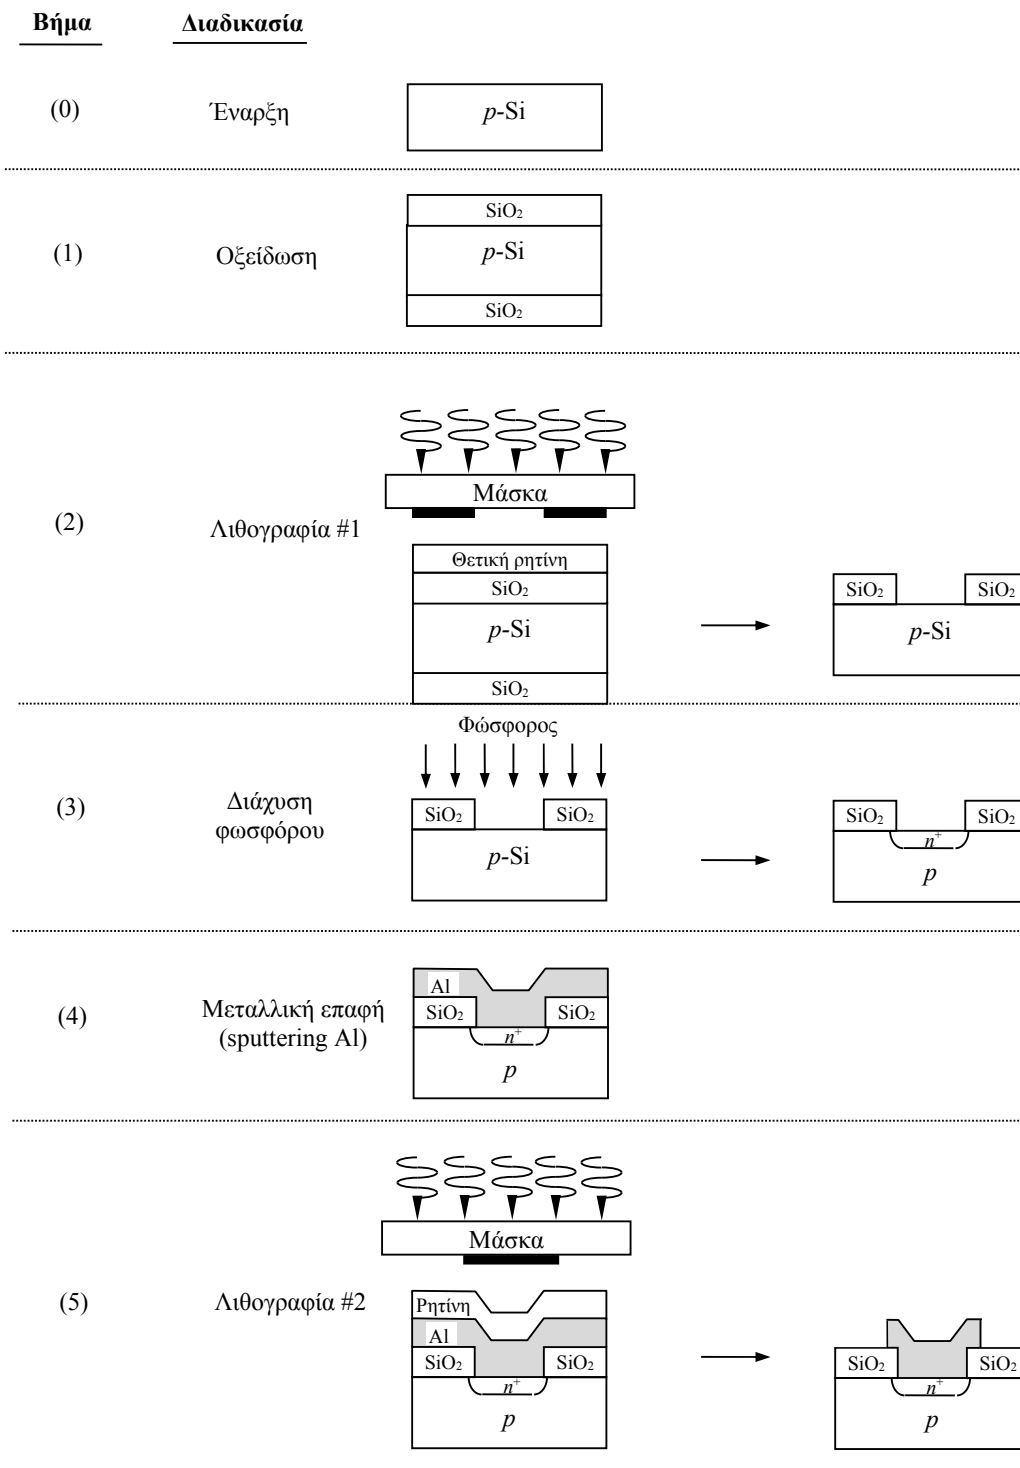 Βήμα Διαδικασία
(0) Έναρξη p-Si
SiO₂
(1) Οξείδωση p-Si
SiO₂
Μάσκα
(2) Λιθογραφία #1
Θετική ρητίνη
SiO₂ SiO₂ SiO₂
p-Si p-Si
SiO₂
Φώσφορος
(3) Διάχυση
φωσφόρου
SiO₂ SiO₂ SiO₂ SiO₂
p-Si n⁺
p
Al
(4) Μεταλλική επαφή
(sputtering Al)
SiO₂ SiO₂
n⁺
p
Μάσκα
(5) Λιθογραφία #2
Ρητίνη
Al
SiO₂ SiO₂ SiO₂ SiO₂
n⁺ n⁺
p p